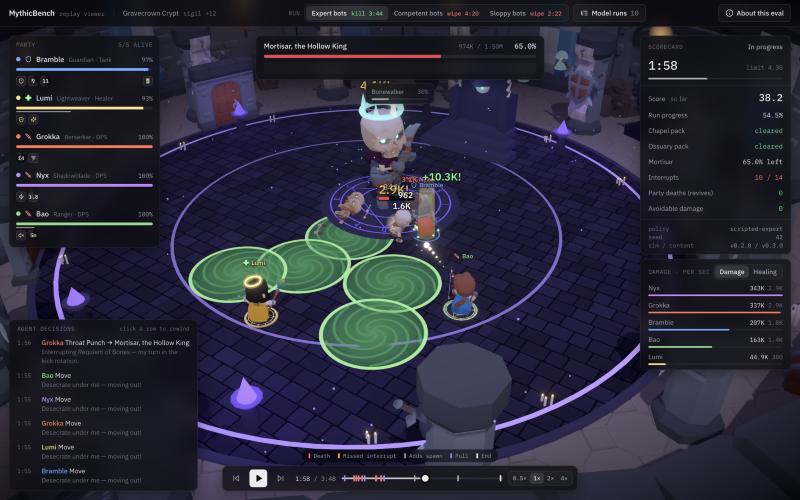 MythicBench replay viewer Gravecrown Crypt sigil +12 RUN Expert bots kill 3:44 Competent bots wipe 4:20 Sloppy bots wipe 2:22 Model runs 10 About this eval
PARTY 5/5 ALIVE
Bramble Guardian · Tank 97%
11
Lumi Lightweaver · Healer 93%
Grokka Berserker · DPS 100%
Nyx Shadowblade · DPS 100%
Bao Ranger · DPS 100%
5s
Mortisar, the Hollow King 974K / 1.50M 65.0%
Bonewalker 36%
+10.3K!
Bramble
2.9K!
962
1.6K
Lumi
Bao
SCORECARD In progress
1:58 limit 4:30
Score so far 38.2
Run progress 54.5%
Chapel pack cleared
Ossuary pack cleared
Mortisar 65.0% left
Interrupts 10 / 14
Party deaths (revives) 0
Avoidable damage 0
policy scripted-expert
seed 42
sim / content v0.2.0 / v0.3.0
DAMAGE · PER SEC Damage Healing
Nyx 343K 2.9K
Grokka 337K 2.9K
Bramble 207K 1.8K
Bao 163K 1.4K
Lumi 44.9K 380
AGENT DECISIONS click a row to rewind
1:56 Grokka Throat Punch → Mortisar, the Hollow King
Interrupting Requiem of Bones — my turn in the
kick rotation.
1:55 Bao Move
Desecrate under me — moving out!
1:55 Nyx Move
Desecrate under me — moving out!
1:55 Grokka Move
Desecrate under me — moving out!
1:55 Lumi Move
Desecrate under me — moving out!
1:55 Bramble Move
Desecrate under me — moving out!
Death Missed interrupt Adds spawn Pull End
1:58 / 3:48 0.5× 1× 2× 4×